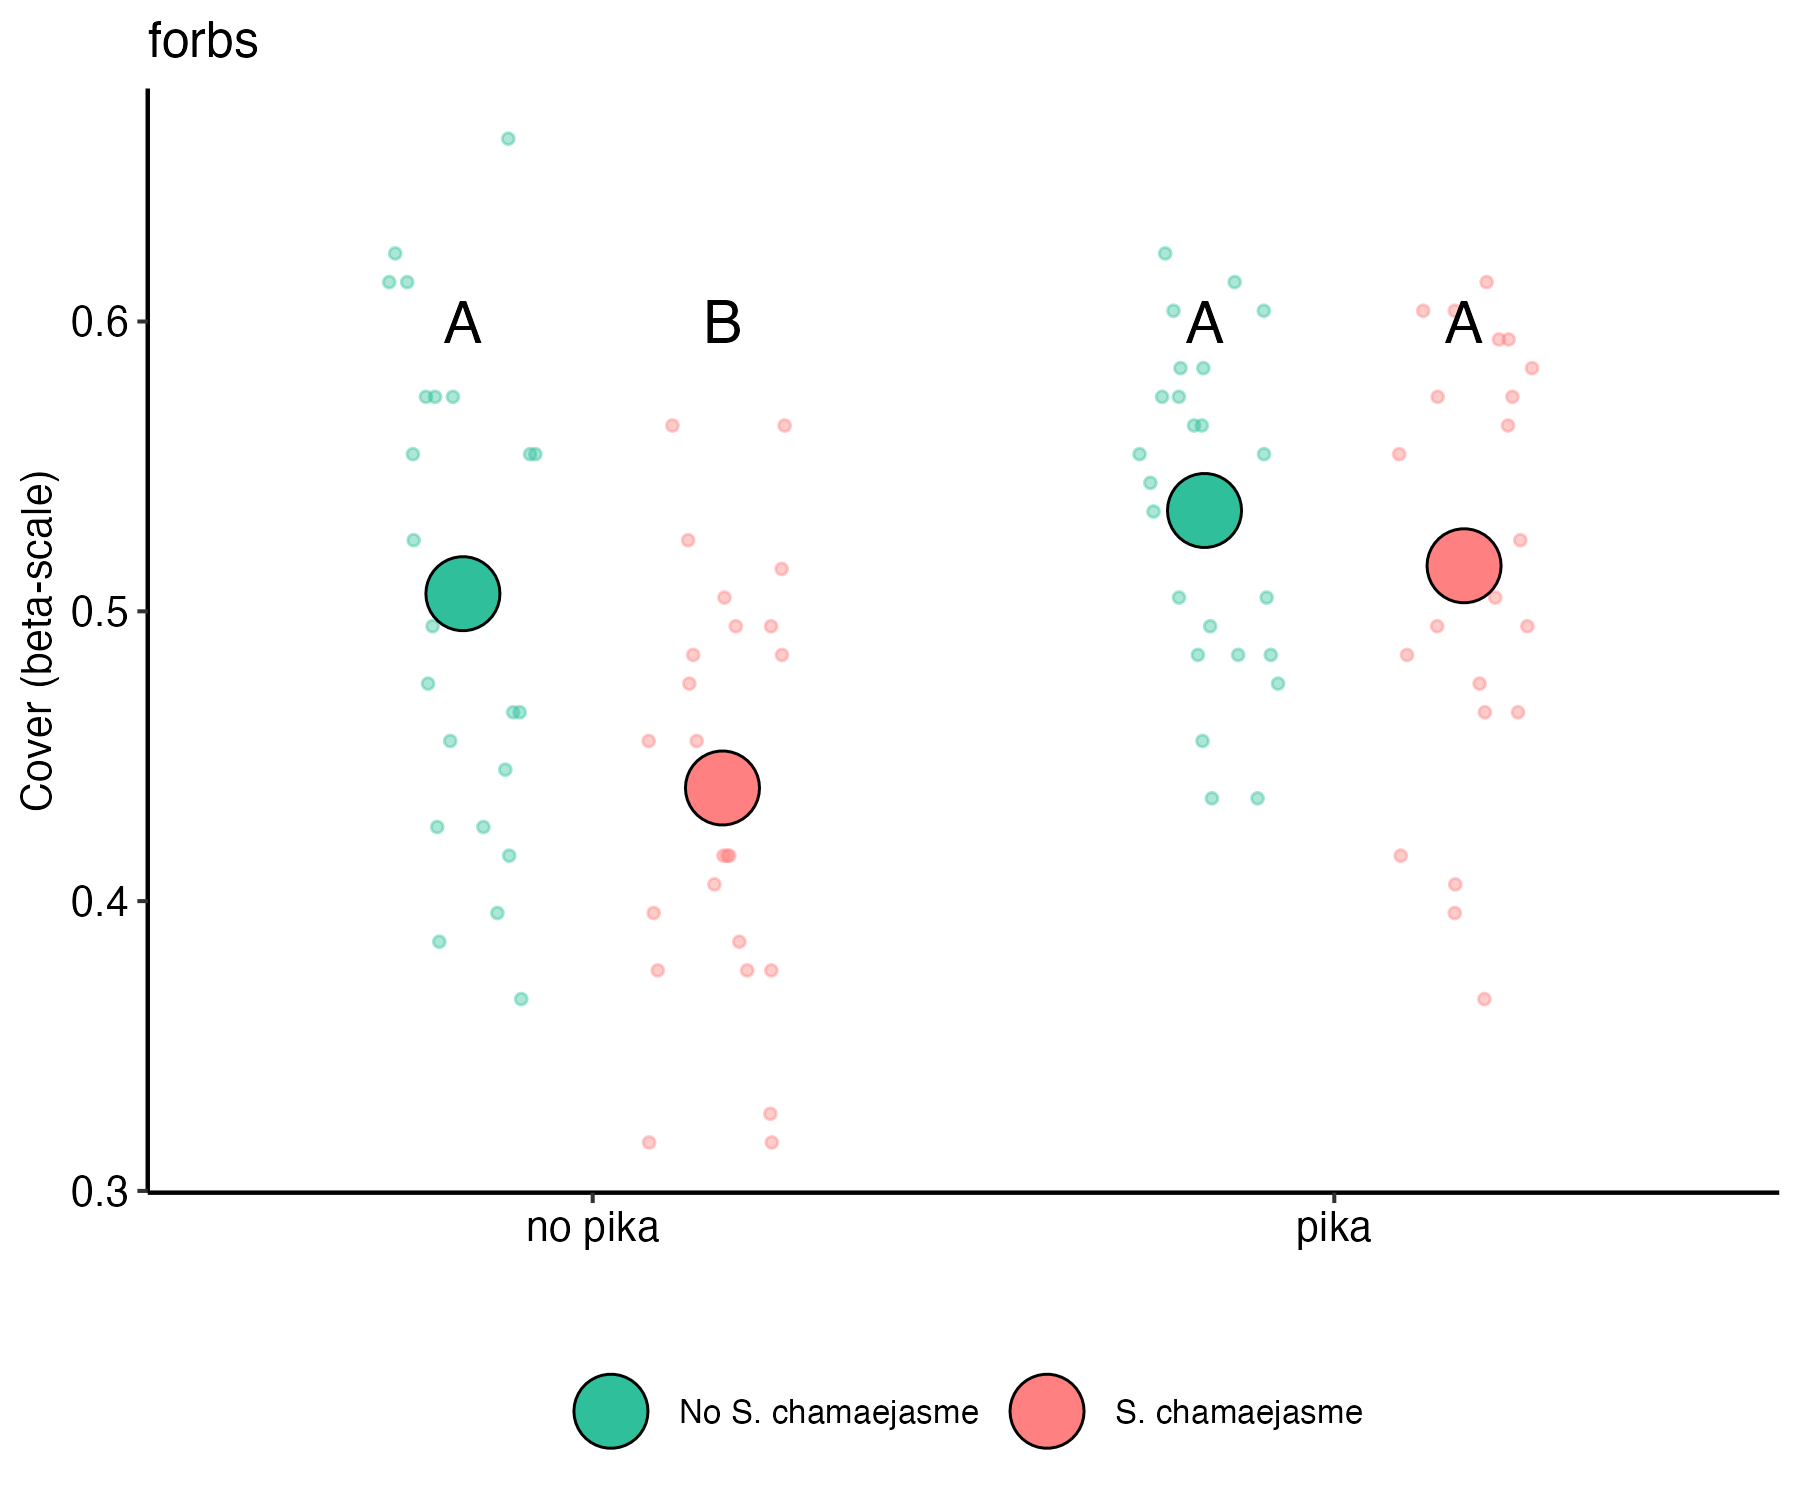 forbs
Cover (beta-scale)
0.6
0.5
0.4
0.3
A
B
A
A
no pika
pika
No S. chamaejasme
S. chamaejasme